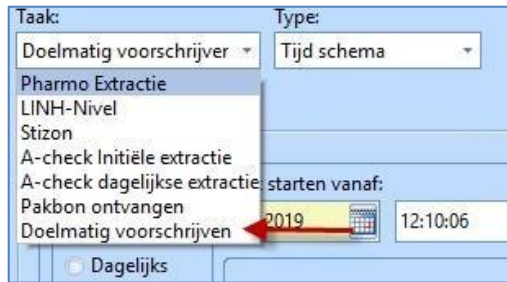 Taak: Type:
Doelmatig voorschrijver Tijd schema
Pharmo Extractie
LINH-Nivel
Stizon
A-check Initiële extractie
A-check dagelijkse extractie starten vanaf:
Pakbon ontvangen
Doelmatig voorschrijven 2019 12:10:06
Dagelijks